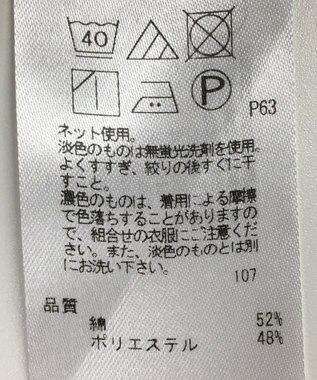 40
P
P63
ネット使用。
淡色のものは無蛍光洗剤を使用。
よくすすぎ、絞りの後すぐに干
すこと。
濃色のものは、着用による摩擦
で色落ちすることがありますの
で、組合せの衣服にご注意くだ
さい。また、淡色のものとは別
にお洗い下さい。
107
品質
綿 52%
ポリエステル 48%